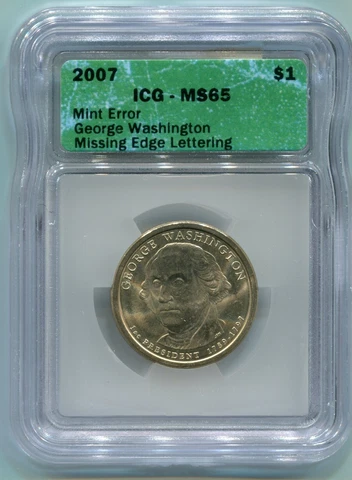 2007 $1
ICG - MS65
Mint Error
George Washington
Missing Edge Lettering
GEORGE WASHINGTON
1st PRESIDENT 1789-1797